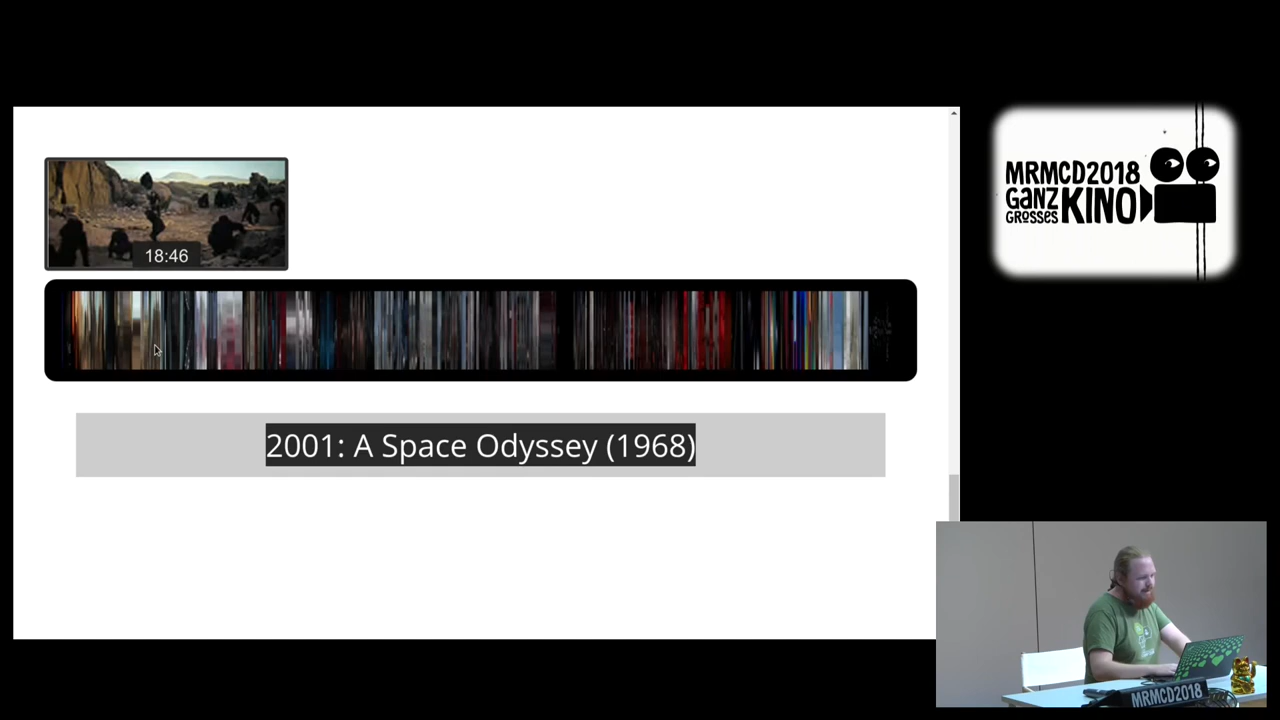 18:46
2001: A Space Odyssey (1968)
MRMCD2018
GANZ
GROSSES
KINO
MRMCD2018